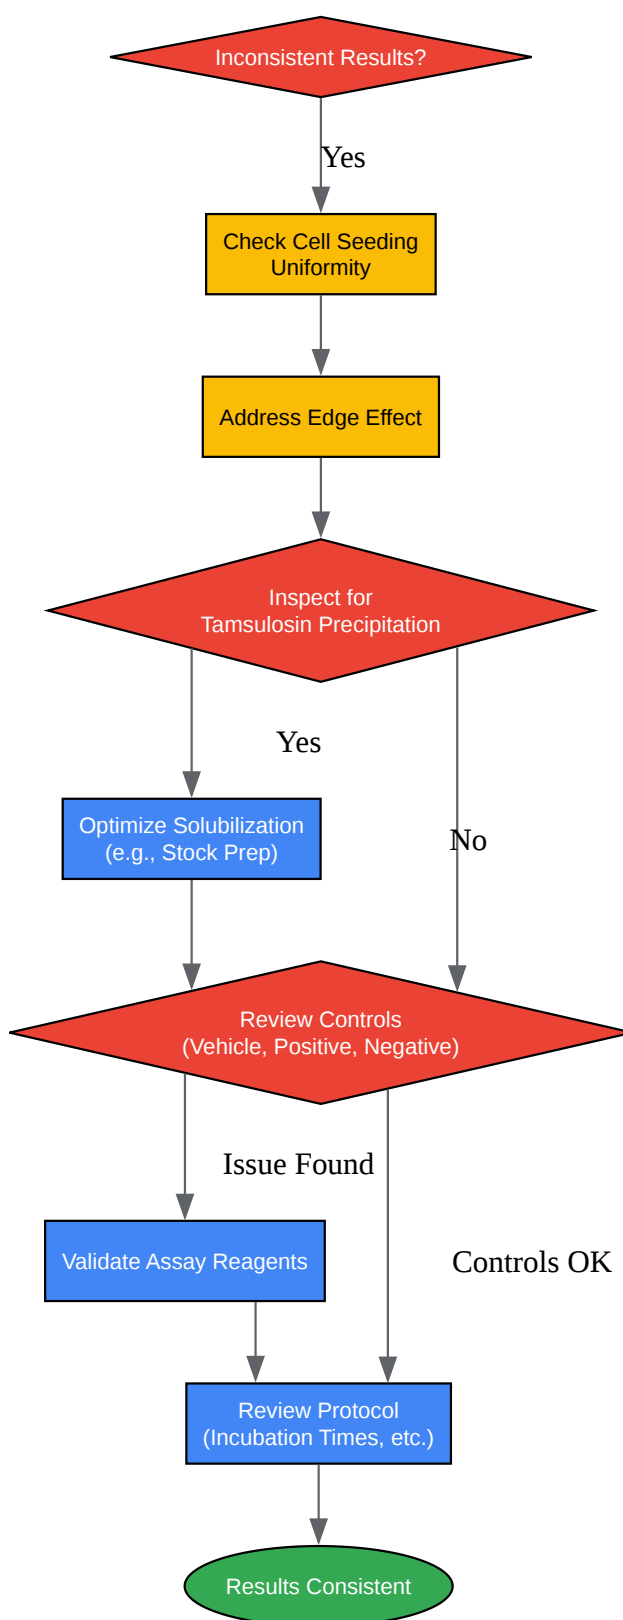 Inconsistent Results?
Yes
Check Cell Seeding
Uniformity
Address Edge Effect
Inspect for
Tamsulosin Precipitation
Yes
Optimize Solubilization
(e.g., Stock Prep)
No
Review Controls
(Vehicle, Positive, Negative)
Issue Found
Validate Assay Reagents
Controls OK
Review Protocol
(Incubation Times, etc.)
Results Consistent